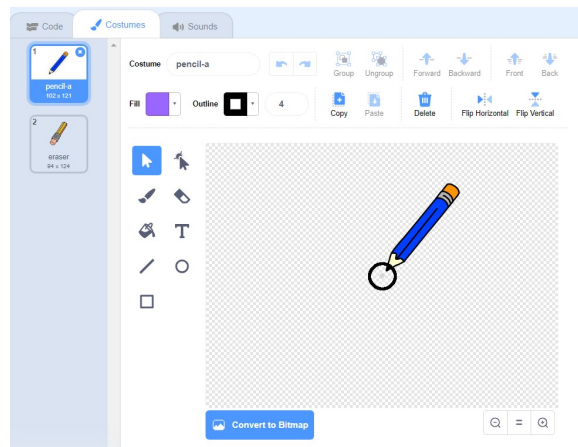 Code Costumes Sounds
1
pencil-a
102 x 121
2
eraser
94 x 124
Costume pencil-a Group Ungroup Forward Backward Front Back
Fill Outline 4 Copy Paste Delete Flip Horizontal Flip Vertical
T
Convert to Bitmap